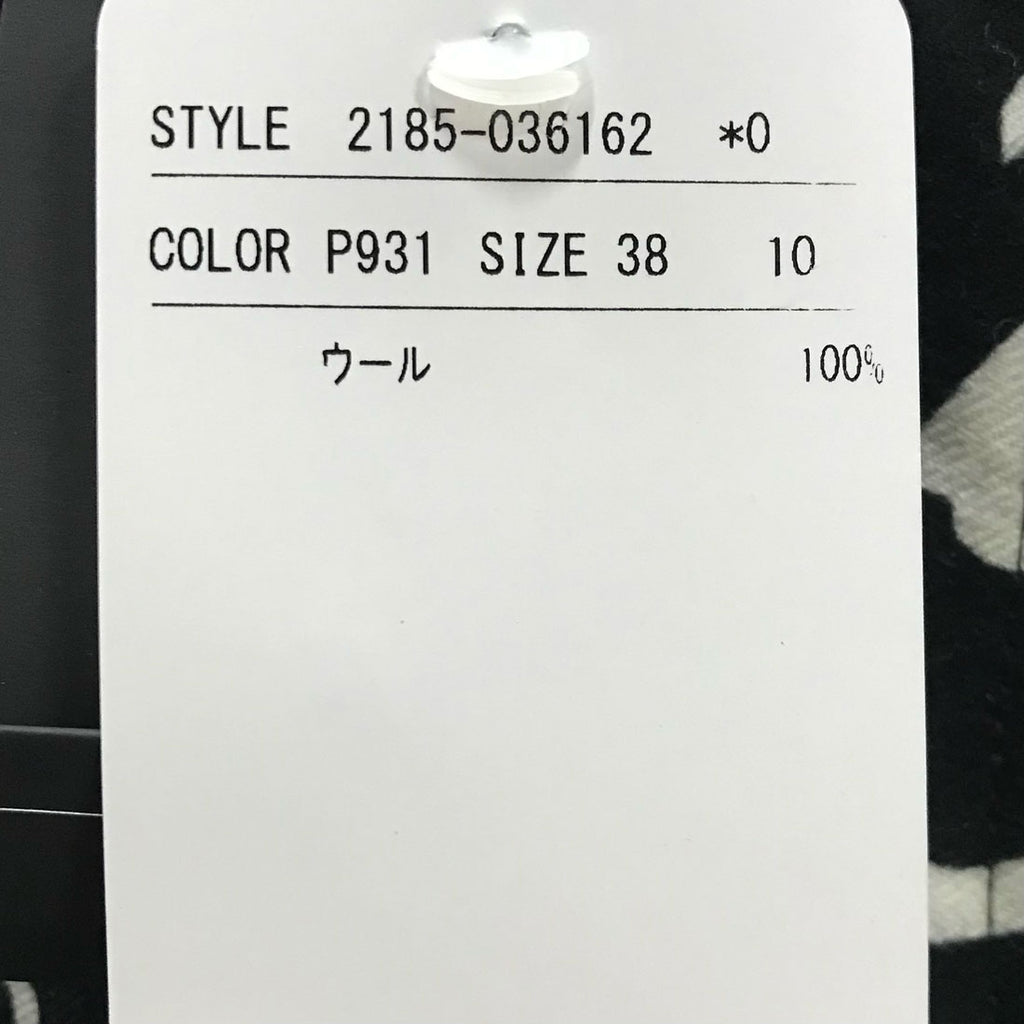 STYLE 2185-036162 *0
COLOR P931 SIZE 38 10
ウール 100%